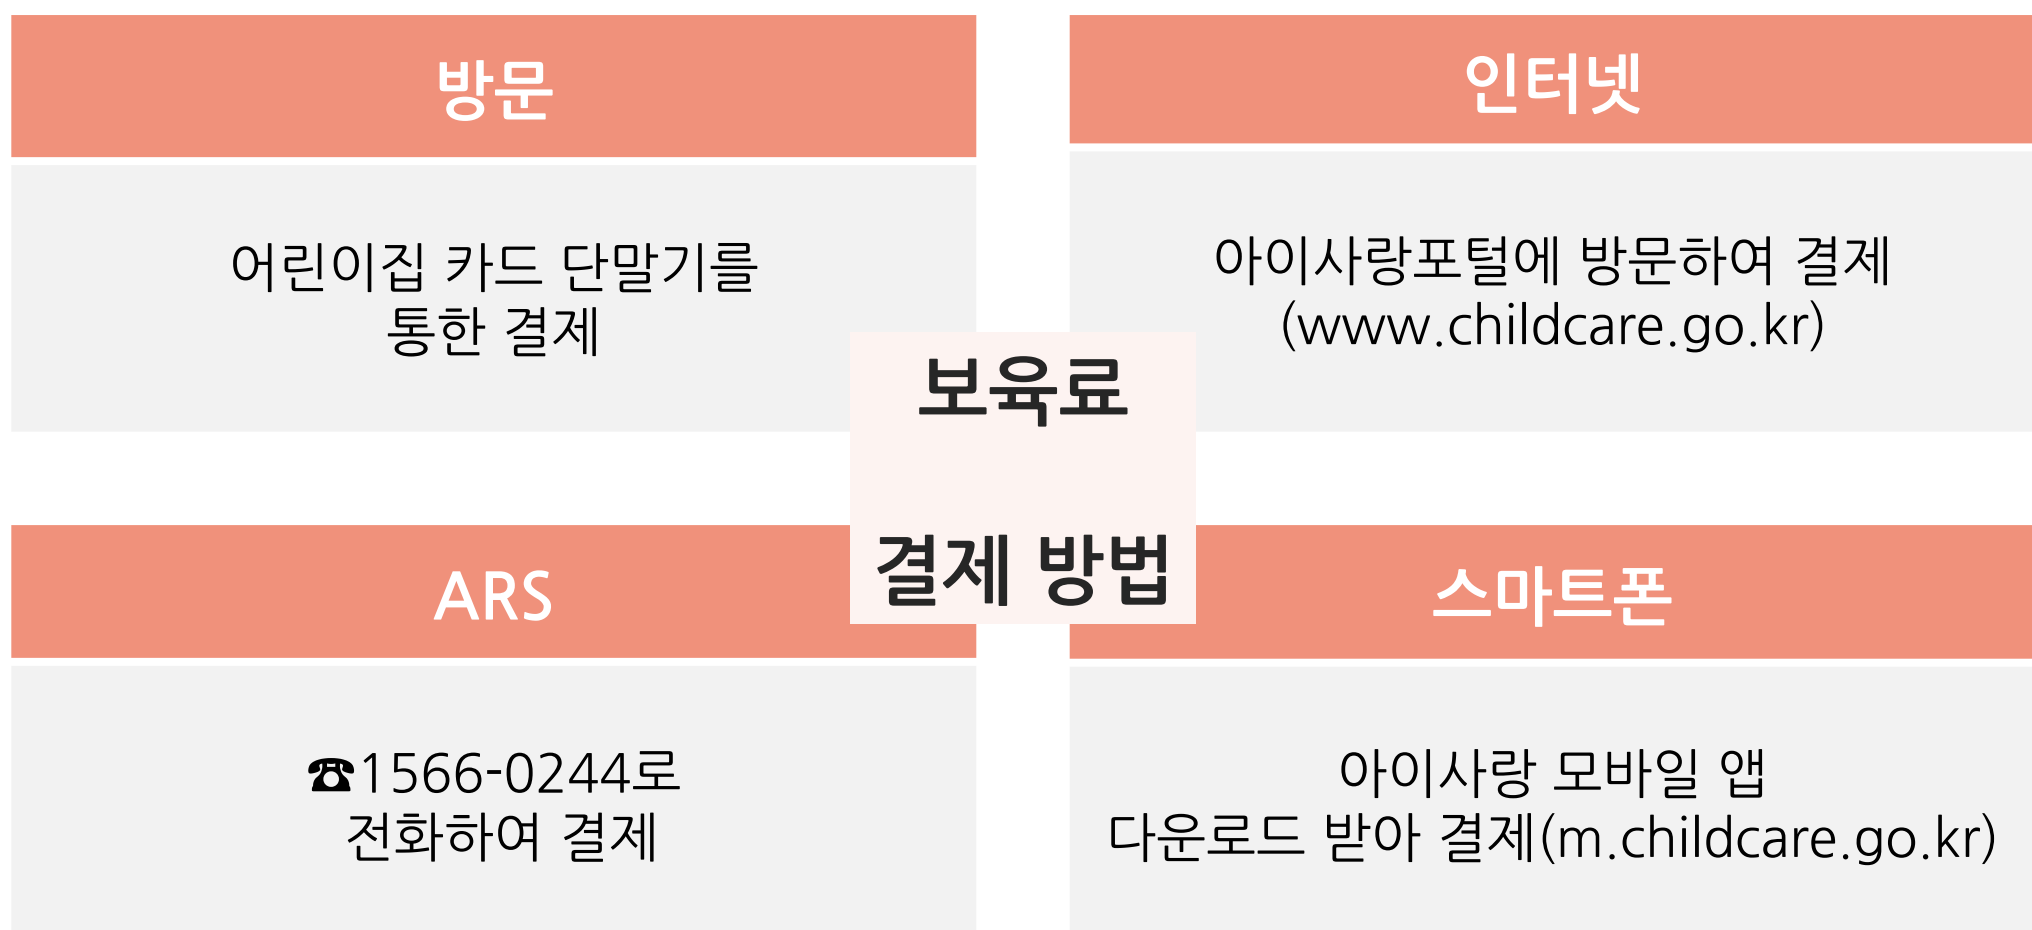 방문
어린이집 카드 단말기를
통한 결제
인터넷
아이사랑포털에 방문하여 결제
(www.childcare.go.kr)
보육료
결제 방법
ARS
☎1566-0244로
전화하여 결제
스마트폰
아이사랑 모바일 앱
다운로드 받아 결제(m.childcare.go.kr)